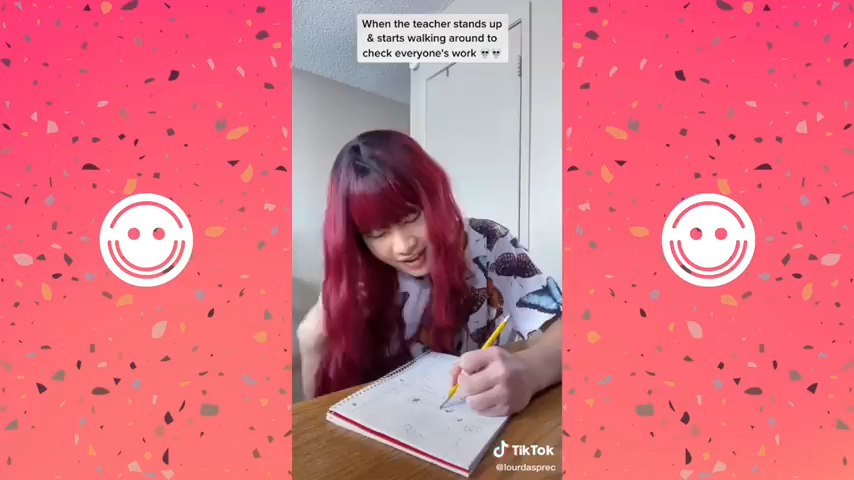 When the teacher stands up
& starts walking around to
check everyone's work 💀💀
TikTok
@lourdasprec